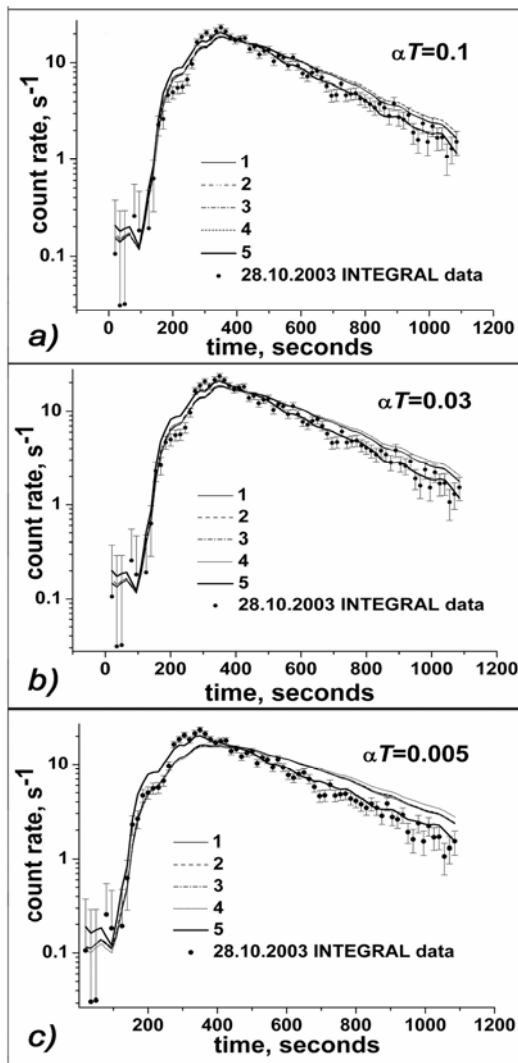 αT=0.1
count rate, s⁻¹
10
1
0.1
1
2
3
4
5
28.10.2003 INTEGRAL data
0 200 400 600 800 1000 1200
time, seconds
a)
αT=0.03
count rate, s⁻¹
10
1
0.1
1
2
3
4
5
28.10.2003 INTEGRAL data
0 200 400 600 800 1000 1200
time, seconds
b)
αT=0.005
count rate, s⁻¹
10
1
0.1
1
2
3
4
5
28.10.2003 INTEGRAL data
200 400 600 800 1000 1200
time, seconds
c)